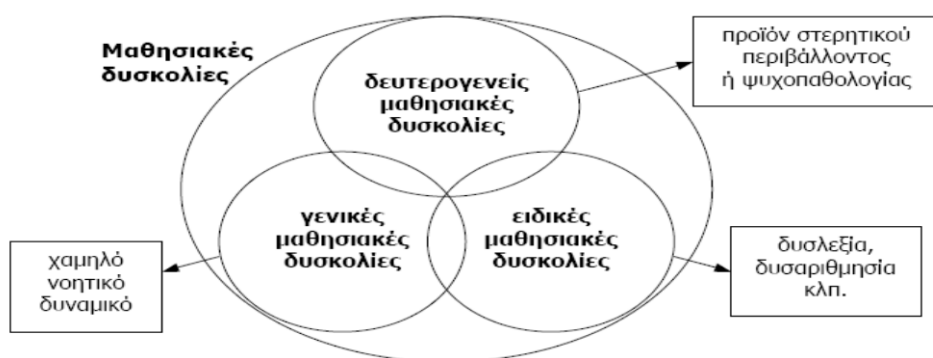 Μαθησιακές
δυσκολίες
δευτερογενείς
μαθησιακές
δυσκολίες
προϊόν στερητικού
περιβάλλοντος
ή ψυχοπαθολογίας
γενικές
μαθησιακές
δυσκολίες
ειδικές
μαθησιακές
δυσκολίες
χαμηλό
νοητικό
δυναμικό
δυσλεξία,
δυσαριθμησία
κλπ.